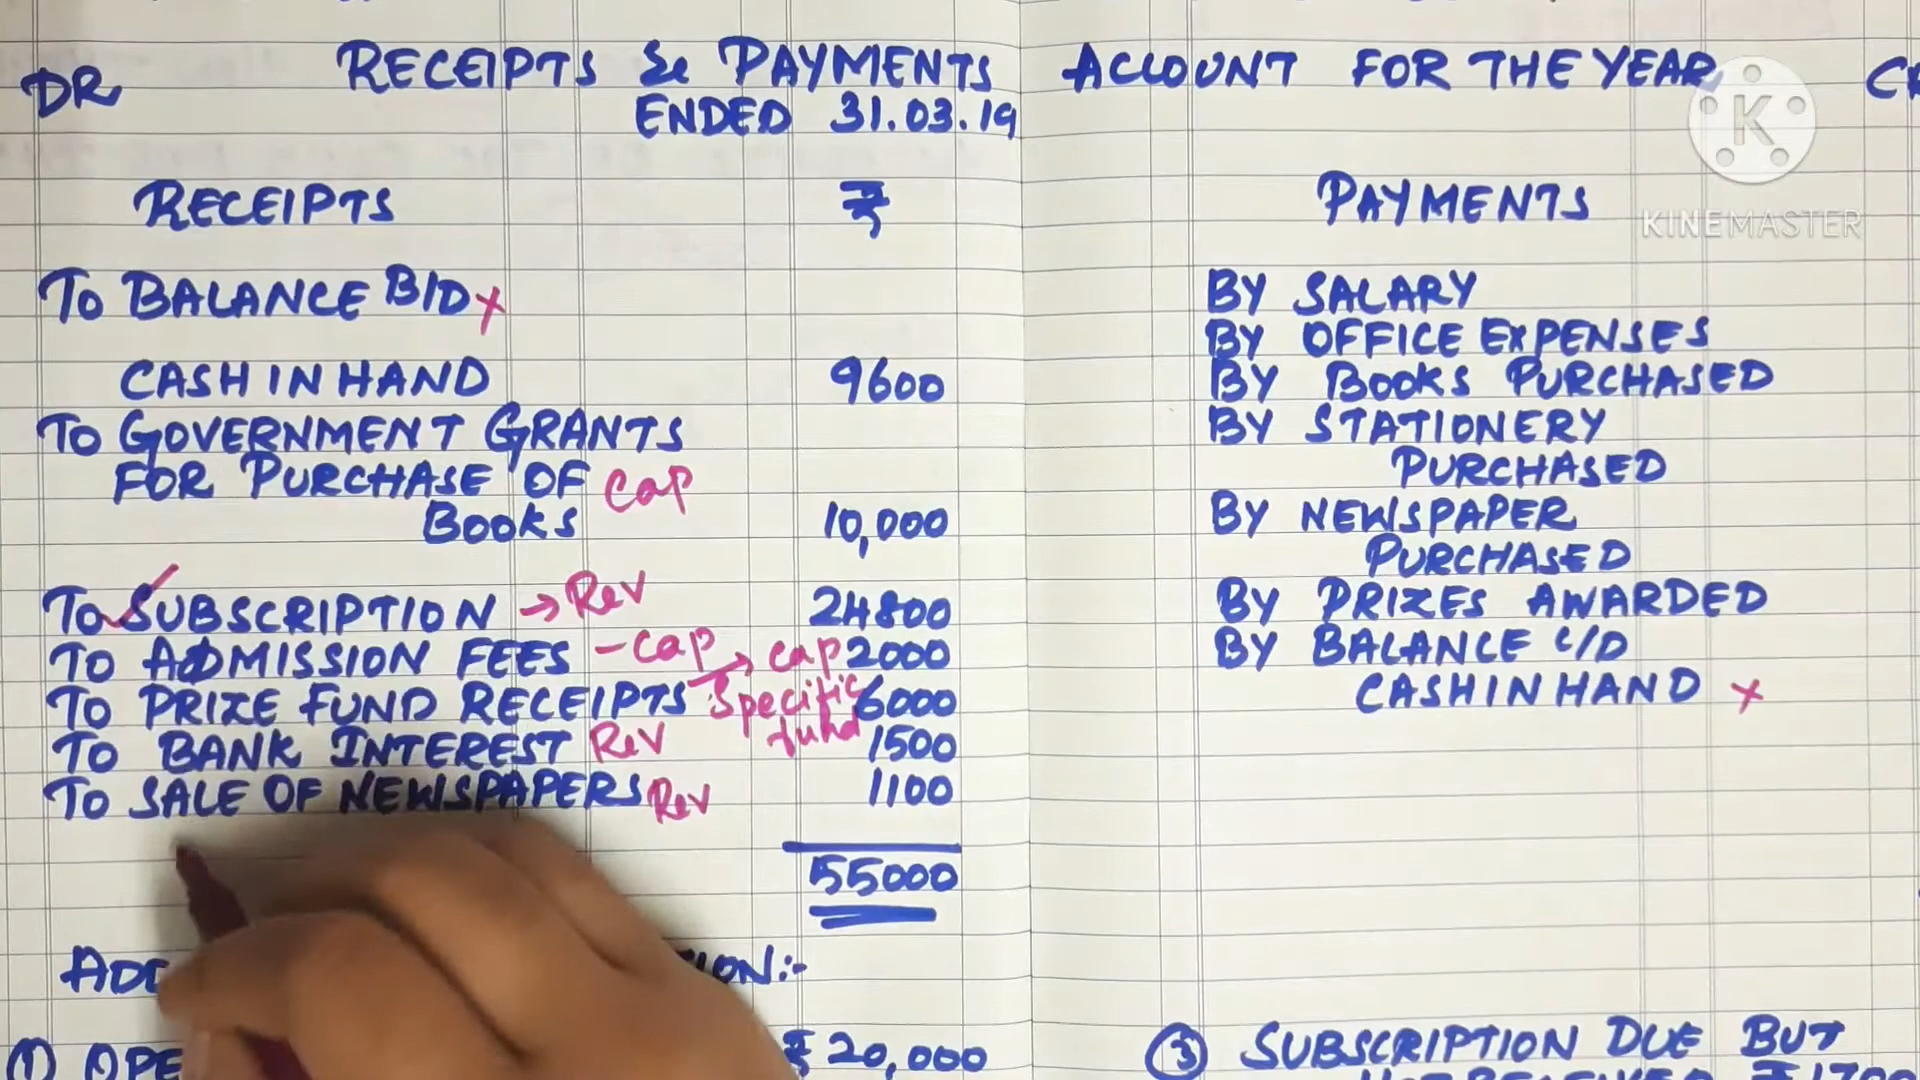 DR RECEIPTS & PAYMENTS ACCOUNT FOR THE YEAR
ENDED 31.03.19
RECEIPTS ₹
TO BALANCE B/D x
CASH IN HAND 9600
TO GOVERNMENT GRANTS
FOR PURCHASE OF cap
BOOKS 10,000
TO SUBSCRIPTION → Rev 24800
TO ADMISSION FEES - cap 2000
TO PRIZE FUND RECEIPTS → cap 6000
Specific
fund
TO BANK INTEREST Rev 1500
TO SALE OF NEWSPAPERS Rev 1100
55000
₹ 20,000
PAYMENTS
BY SALARY
BY OFFICE EXPENSES
BY BOOKS PURCHASED
BY STATIONERY
PURCHASED
BY NEWSPAPER
PURCHASED
BY PRIZES AWARDED
BY BALANCE C/D
CASH IN HAND x
③ SUBSCRIPTION DUE BUT
K
KINEMASTER